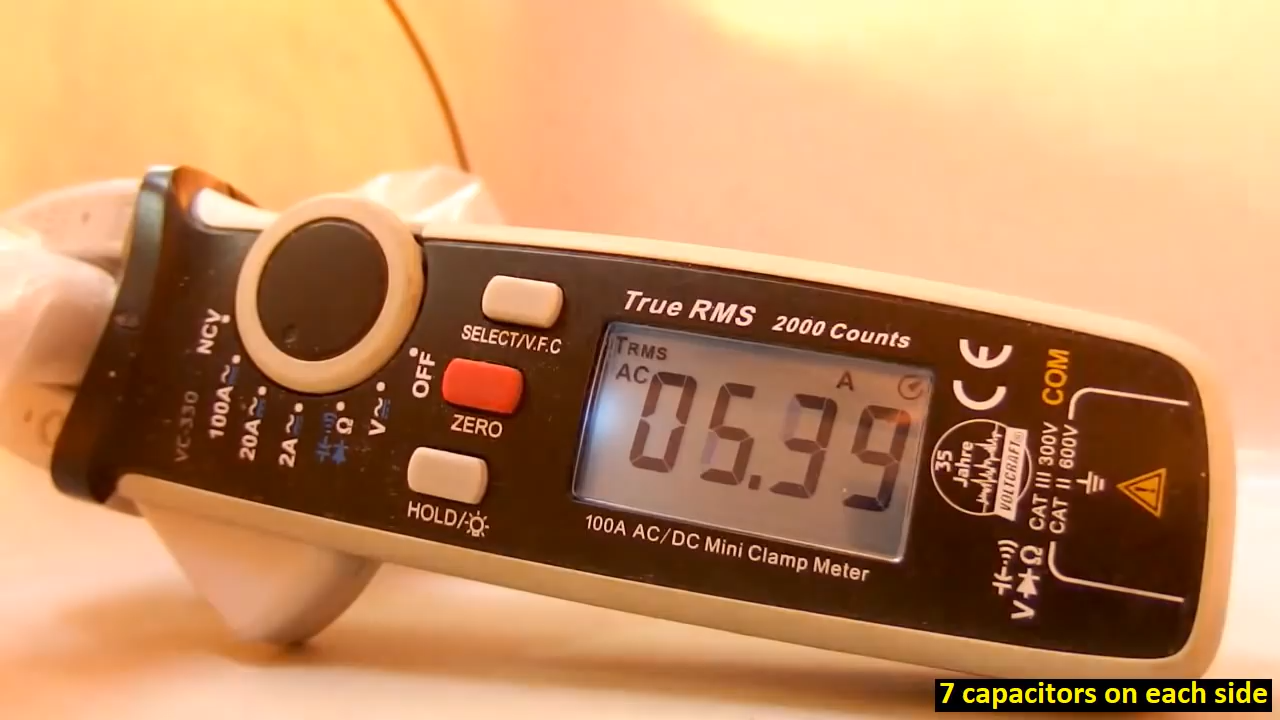 True RMS 2000 Counts
SELECT/V.F.C
OFF
ZERO
HOLD/
NCV
100A
20A
2A
Ω
V
VC-330
TRMS
AC
A
05.39
100A AC/DC Mini Clamp Meter
CE
COM
35
Jahre
VOLTCRAFT
CAT III 300V
CAT II 600V
V Ω
7 capacitors on each side